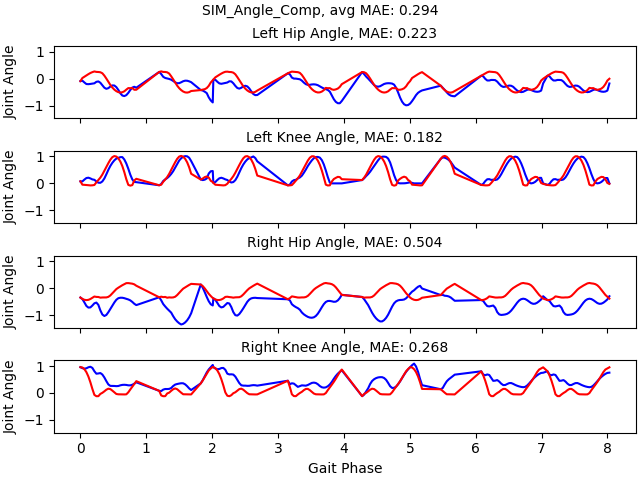 SIM_Angle_Comp, avg MAE: 0.294
Left Hip Angle, MAE: 0.223
Joint Angle
1
0
−1
Left Knee Angle, MAE: 0.182
Joint Angle
1
0
−1
Right Hip Angle, MAE: 0.504
Joint Angle
1
0
−1
Right Knee Angle, MAE: 0.268
Joint Angle
1
0
−1
0 1 2 3 4 5 6 7 8
Gait Phase